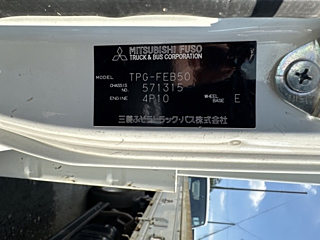 MITSUBISHI FUSO
TRUCK & BUS CORPORATION
MODEL TPG-FEB50
CHASSIS NO. 571315
ENGINE 4P10 WHEEL BASE E
三菱ふそうトラック・バス株式会社